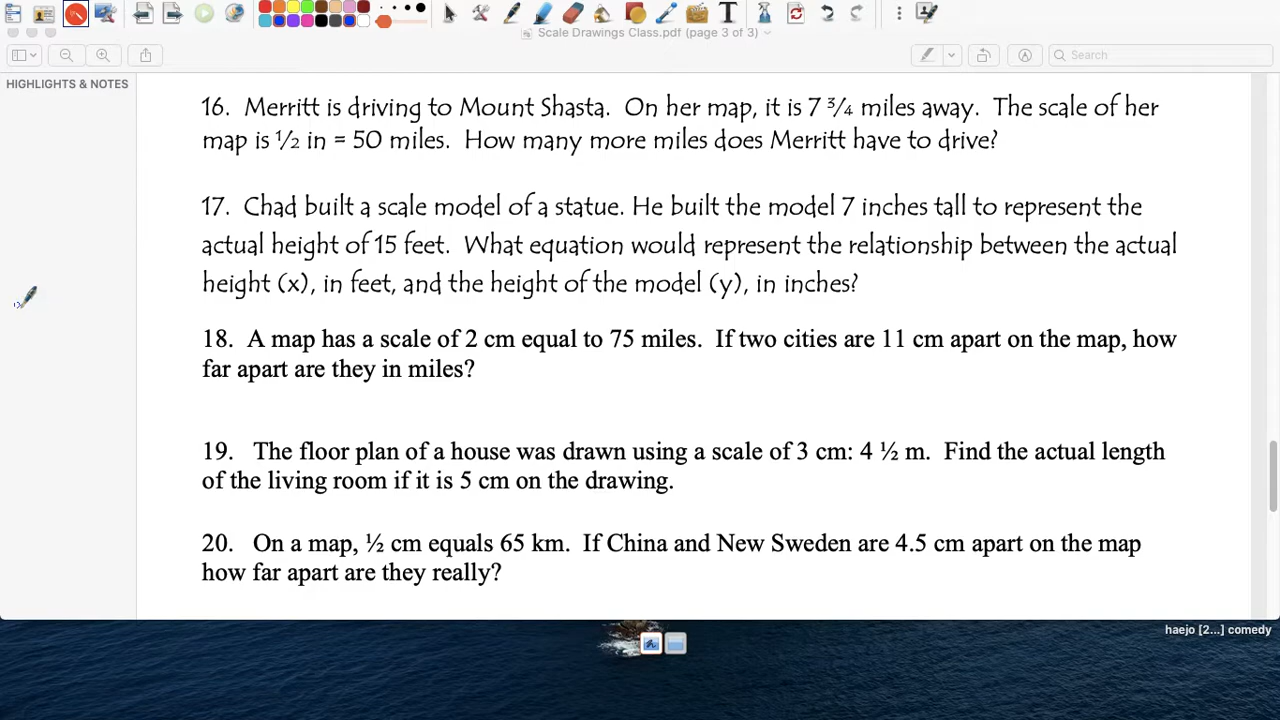 Scale Drawings Class.pdf (page 3 of 3)
Search
HIGHLIGHTS & NOTES
16. Merritt is driving to Mount Shasta. On her map, it is 7 ¾ miles away. The scale of her
map is ½ in = 50 miles. How many more miles does Merritt have to drive?
17. Chad built a scale model of a statue. He built the model 7 inches tall to represent the
actual height of 15 feet. What equation would represent the relationship between the actual
height (x), in feet, and the height of the model (y), in inches?
18. A map has a scale of 2 cm equal to 75 miles. If two cities are 11 cm apart on the map, how
far apart are they in miles?
19. The floor plan of a house was drawn using a scale of 3 cm: 4 ½ m. Find the actual length
of the living room if it is 5 cm on the drawing.
20. On a map, ½ cm equals 65 km. If China and New Sweden are 4.5 cm apart on the map
how far apart are they really?
haejo [2...] comedy